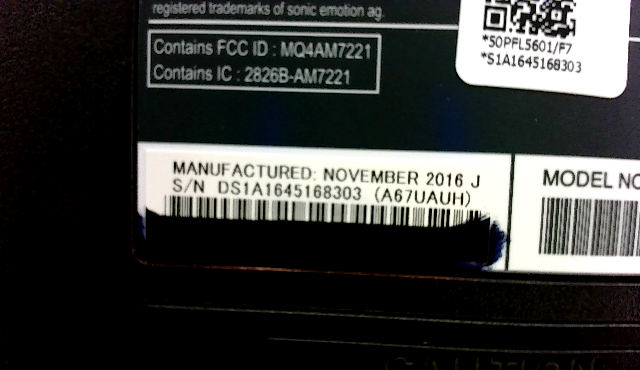 registered trademarks of sonic emotion ag.
Contains FCC ID : MQ4AM7221
Contains IC : 2826B-AM7221
*50PFL5601/F7
*S1A1645168303
MANUFACTURED: NOVEMBER 2016 J
S/N DS1A1645168303 (A67UAUH)
MODEL NO